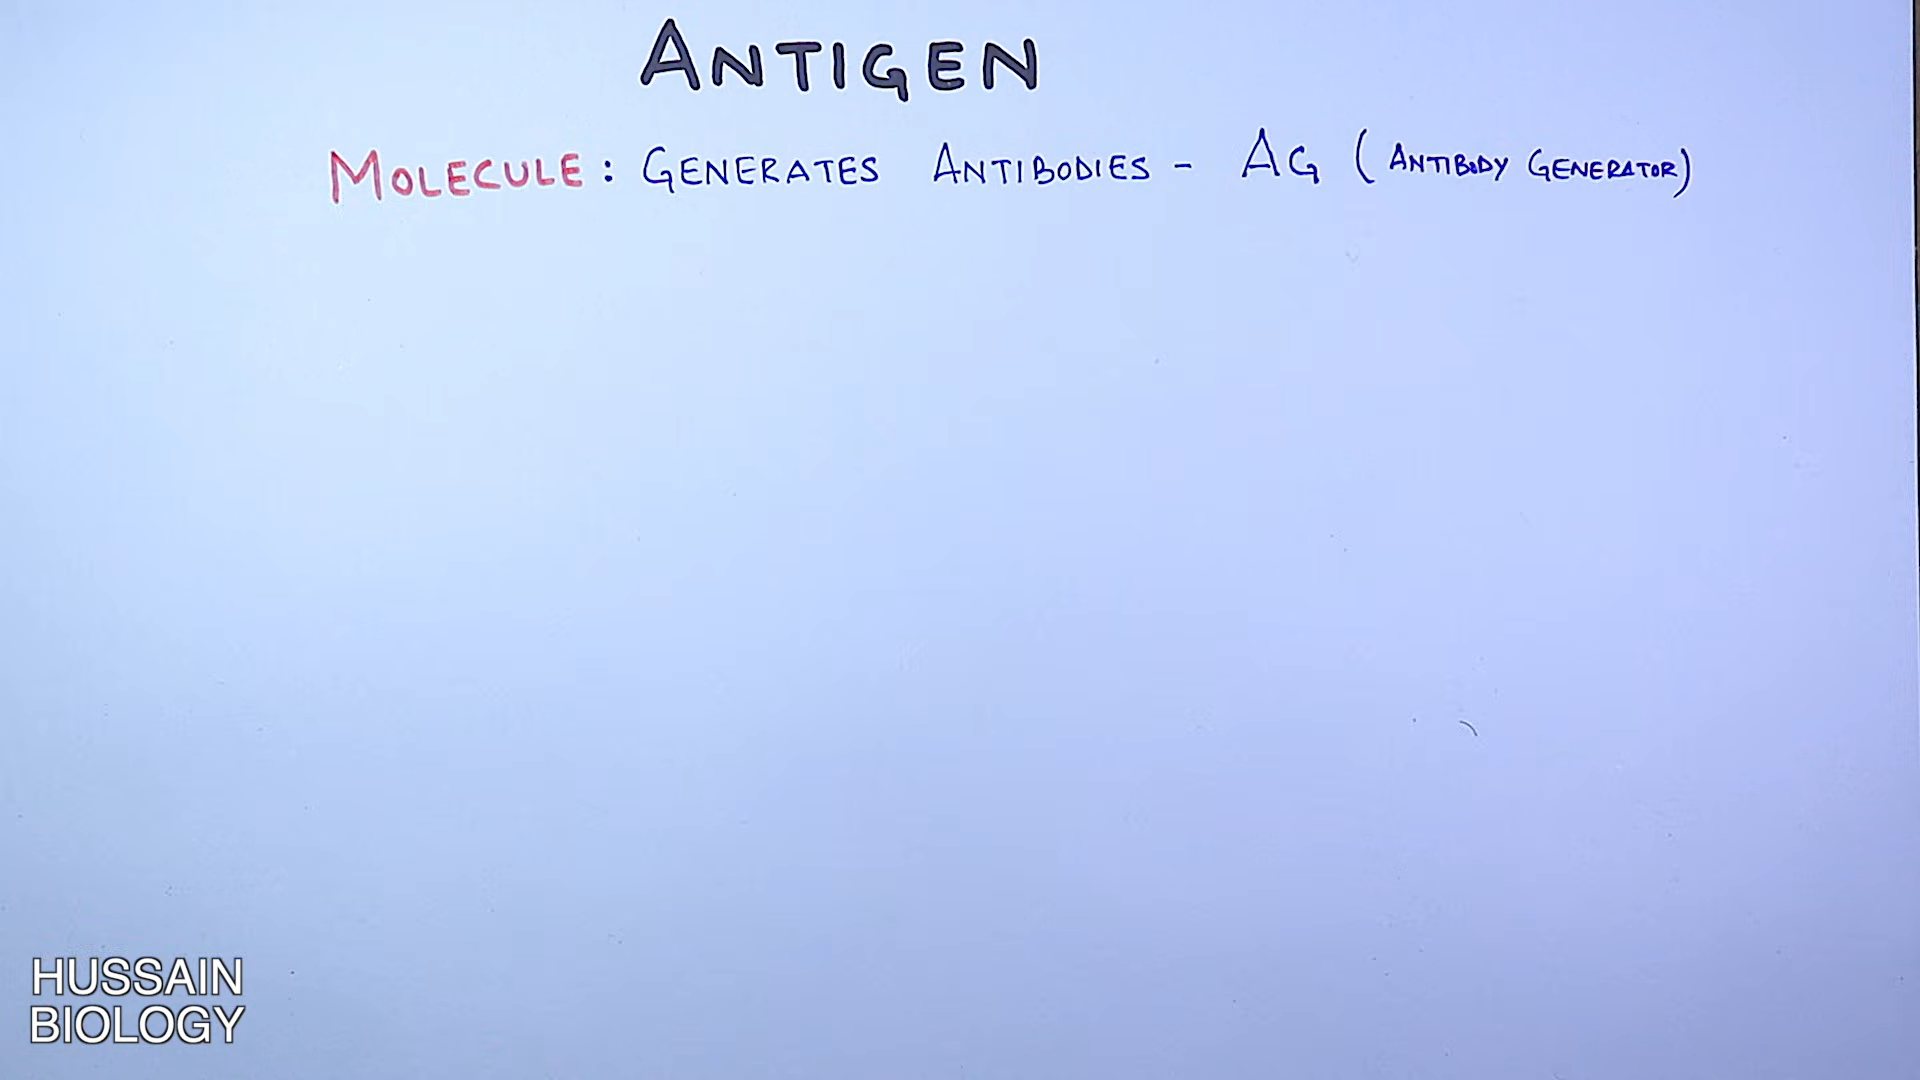 ANTIGEN
MOLECULE: GENERATES ANTIBODIES - AG (ANTIBODY GENERATOR)
HUSSAIN
BIOLOGY